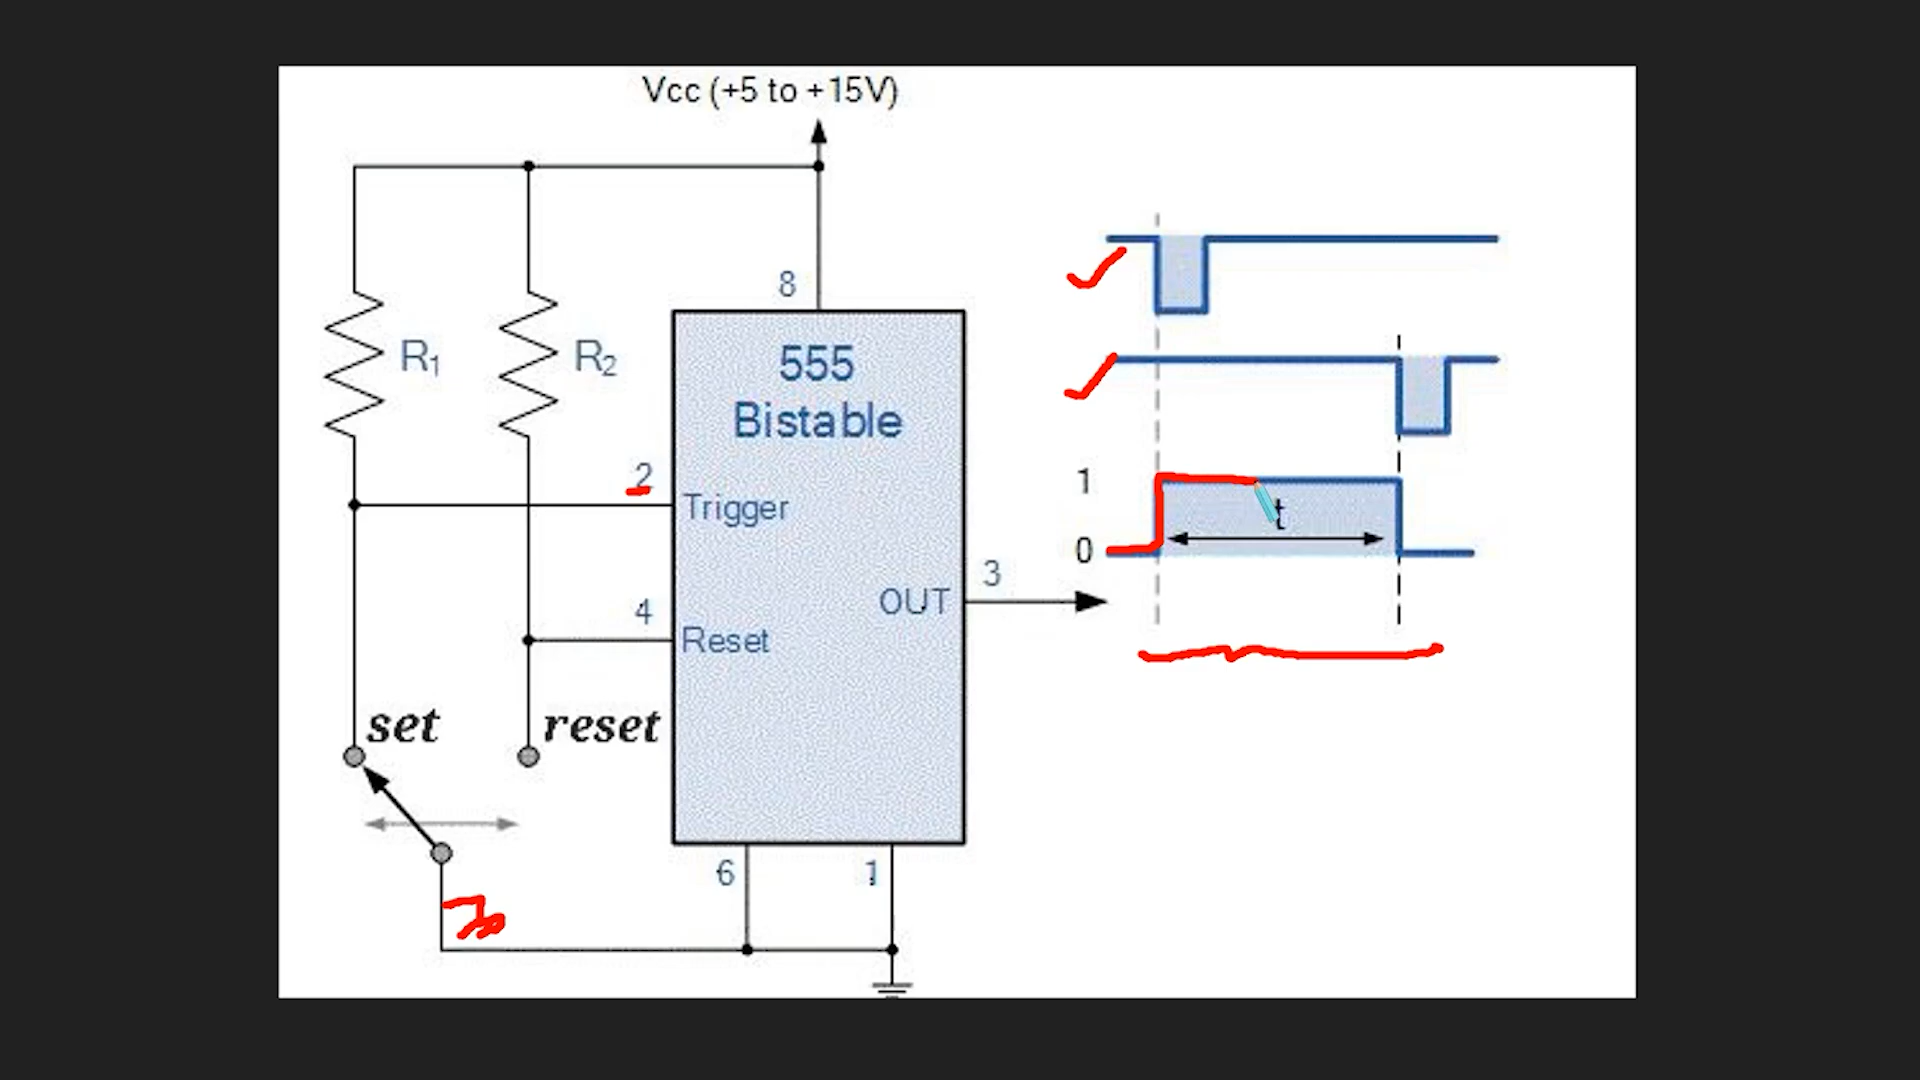 Vcc (+5 to +15V)
8
R1
R2
555
Bistable
2
Trigger
1
t
0
3
OUT
4
Reset
set
reset
6
1